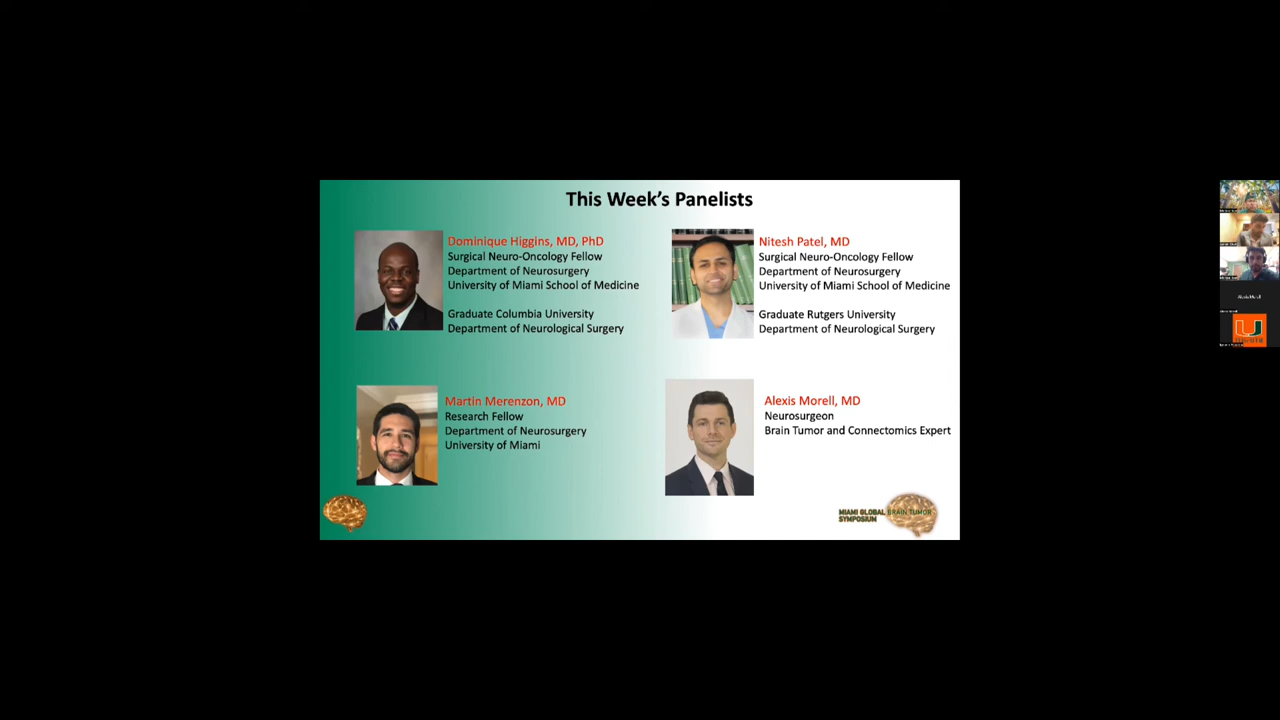 This Week's Panelists
Dominique Higgins, MD, PhD
Surgical Neuro-Oncology Fellow
Department of Neurosurgery
University of Miami School of Medicine
Graduate Columbia University
Department of Neurological Surgery
Nitesh Patel, MD
Surgical Neuro-Oncology Fellow
Department of Neurosurgery
University of Miami School of Medicine
Graduate Rutgers University
Department of Neurological Surgery
Martin Merenzon, MD
Research Fellow
Department of Neurosurgery
University of Miami
Alexis Morell, MD
Neurosurgeon
Brain Tumor and Connectomics Expert
MIAMI GLOBAL BRAIN TUMOR
SYMPOSIUM
Alexis Morell